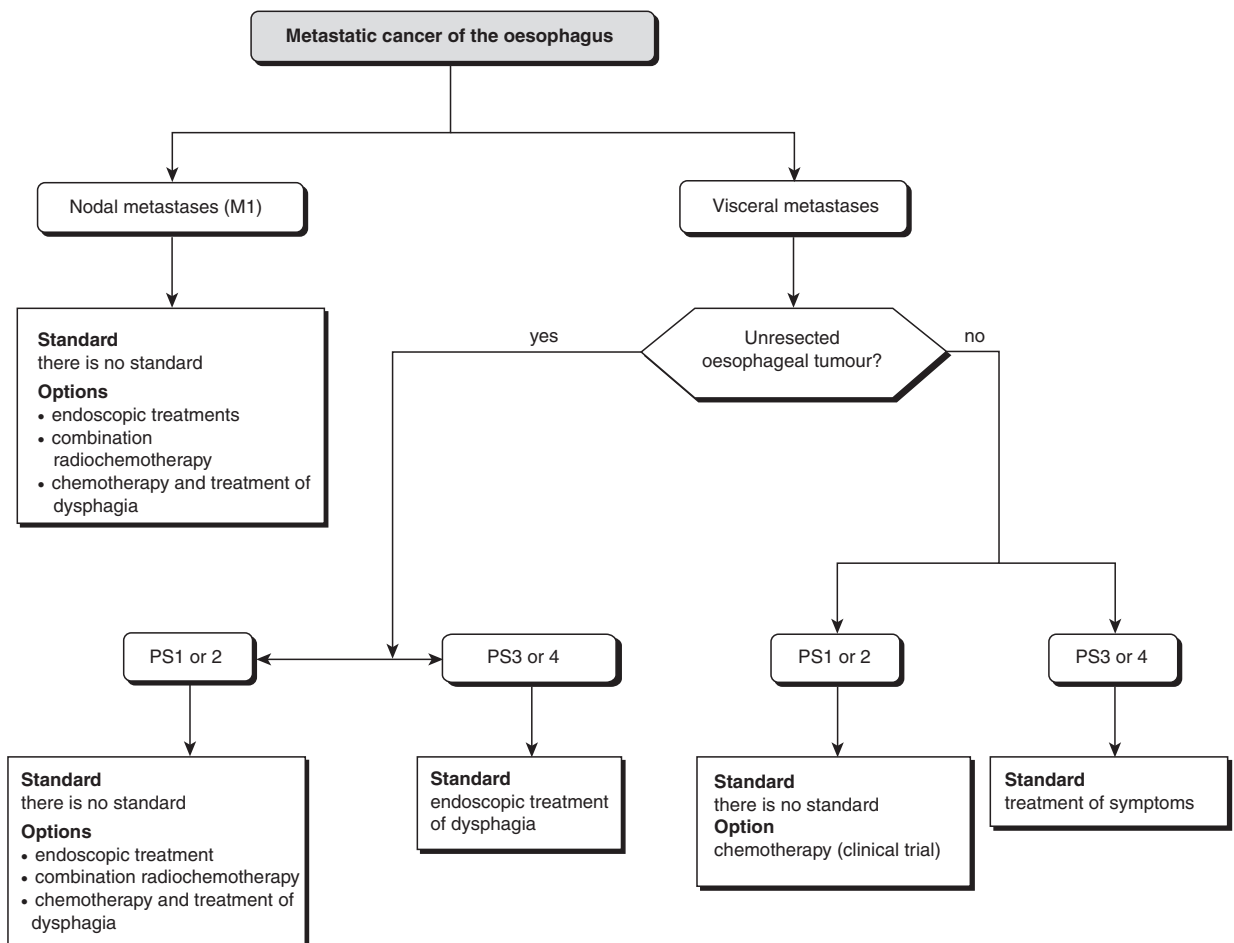 Metastatic cancer of the oesophagus
Nodal metastases (M1)
Visceral metastases
Standard
there is no standard
Options
• endoscopic treatments
• combination
radiochemotherapy
• chemotherapy and treatment of
dysphagia
yes
Unresected
oesophageal tumour?
no
PS1 or 2
PS3 or 4
PS1 or 2
PS3 or 4
Standard
there is no standard
Options
• endoscopic treatment
• combination radiochemotherapy
• chemotherapy and treatment of
dysphagia
Standard
endoscopic treatment
of dysphagia
Standard
there is no standard
Option
chemotherapy (clinical trial)
Standard
treatment of symptoms